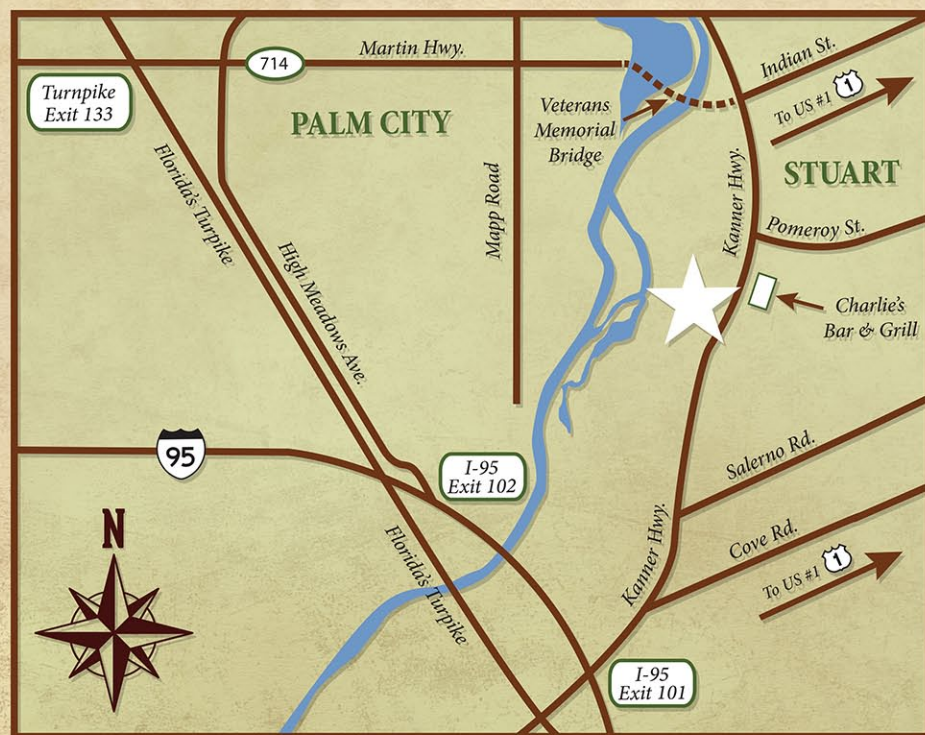 Martin Hwy.
714
Indian St.
Turnpike
Exit 133
To US #1
1
PALM CITY
Veterans
Memorial
Bridge
STUART
Florida's Turpike
Mapp Road
Kanner Hwy.
Pomeroy St.
High Meadows Ave.
Charlie's
Bar & Grill
95
I-95
Exit 102
Salerno Rd.
N
Florida's Turpike
Kanner Hwy.
Cove Rd.
To US #1
1
I-95
Exit 101